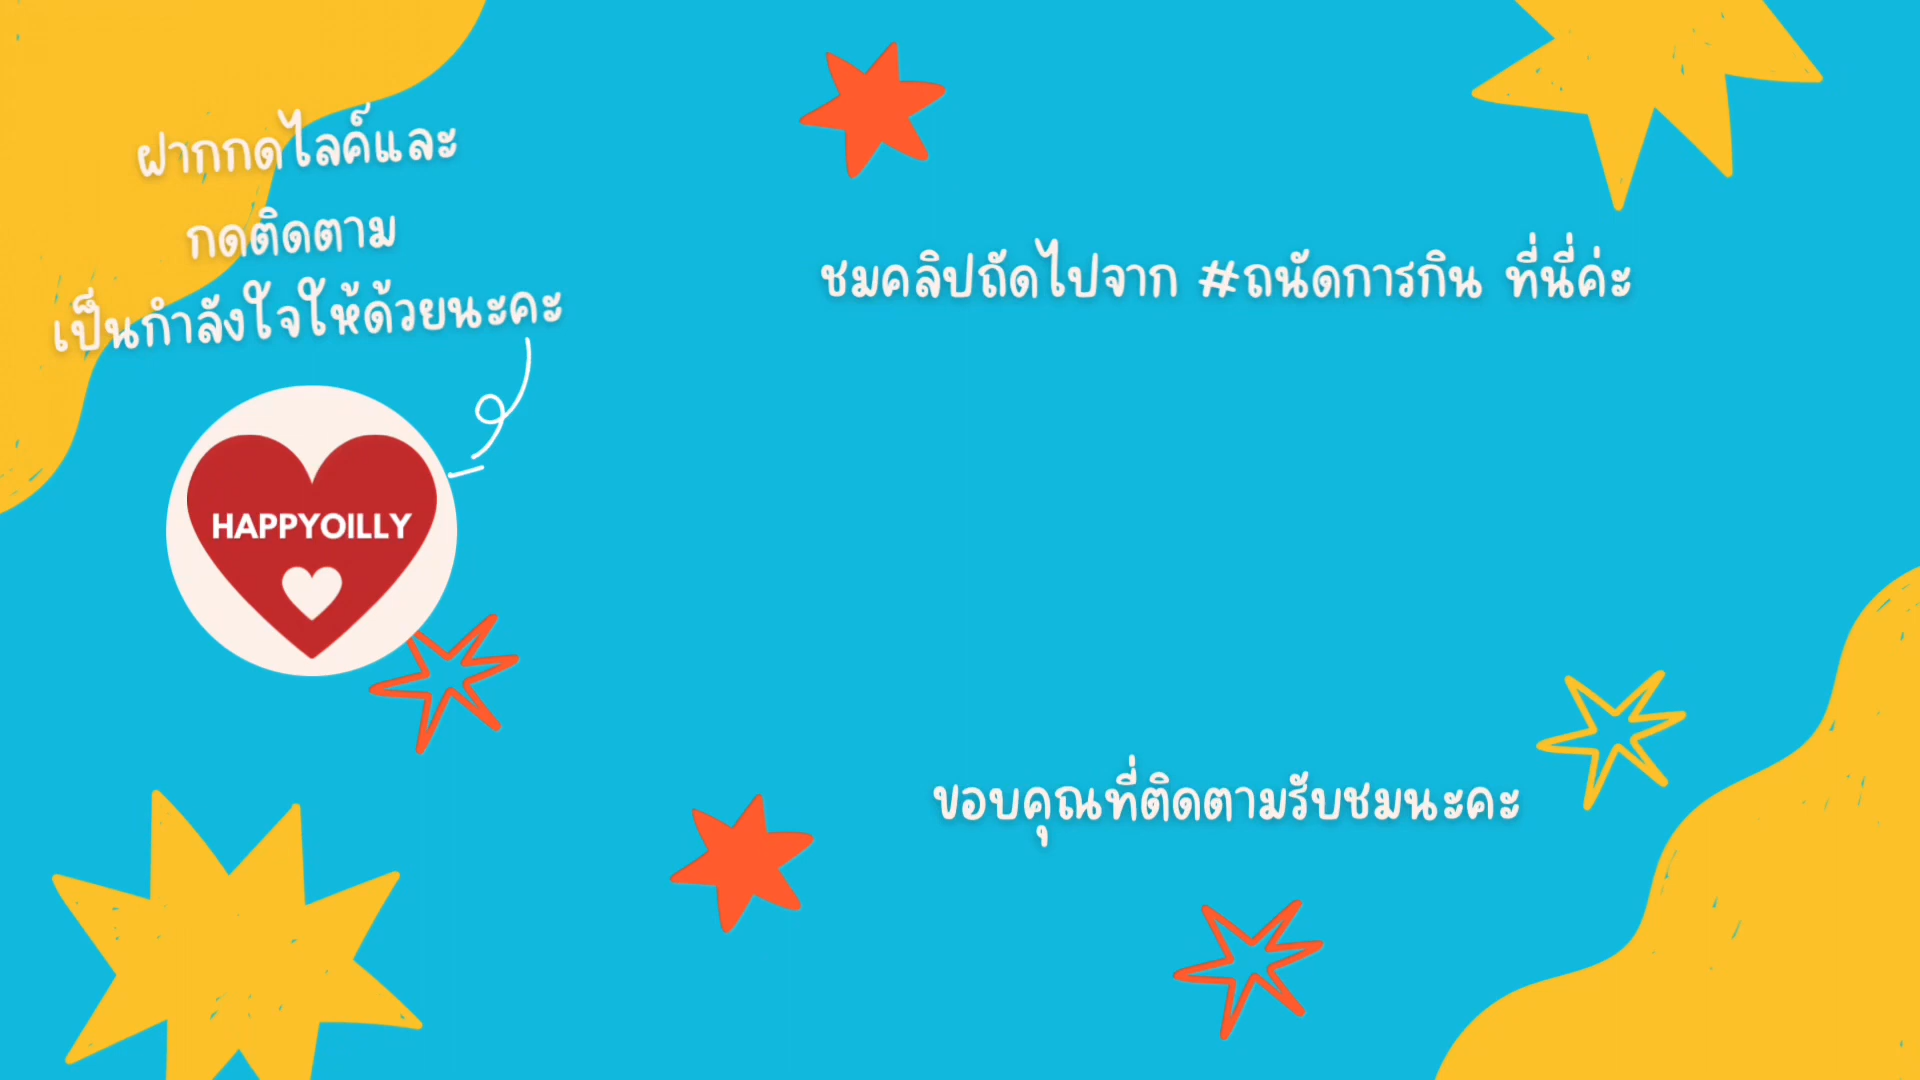 ฝากกดไลค์และ
กดติดตาม
เป็นกำลังใจให้ด้วยนะคะ
HAPPYOILLY
ชมคลิปถัดไปจาก #ถนัดการกิน ที่นี่ค่ะ
ขอบคุณที่ติดตามรับชมนะคะ